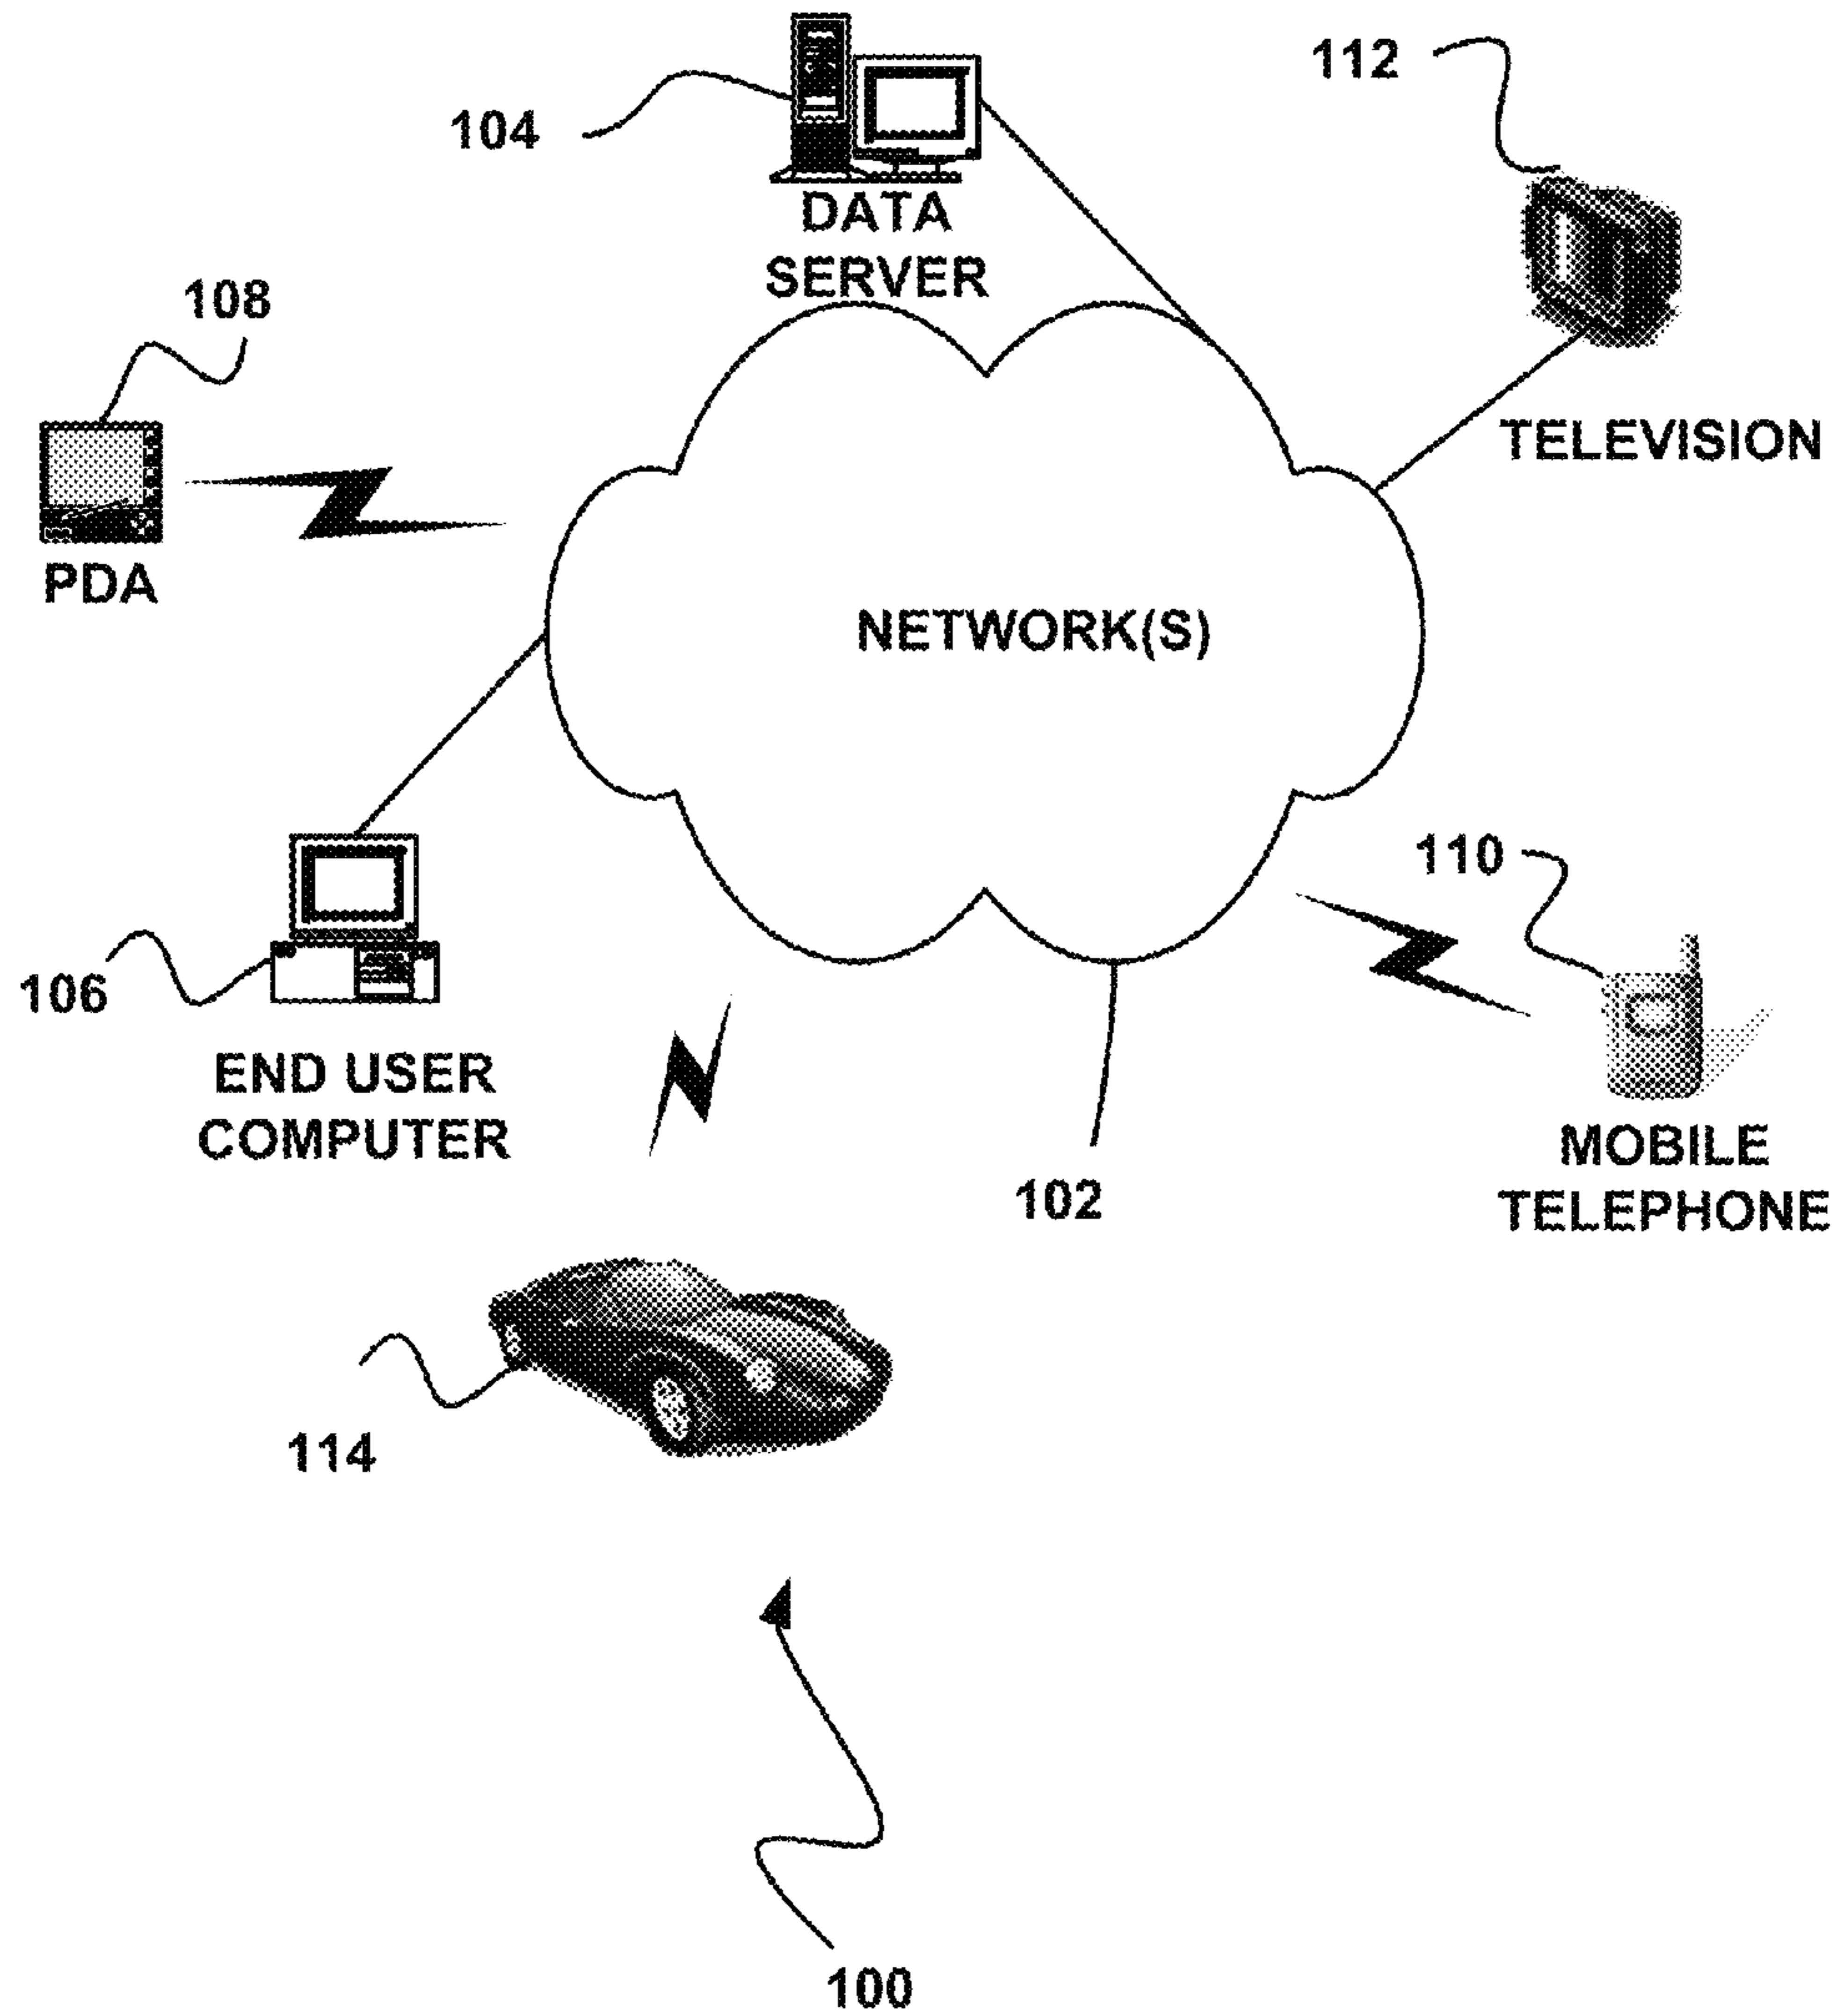 112
104
DATA
SERVER
108
TELEVISION
PDA
NETWORK(S)
110
106
END USER
COMPUTER
MOBILE
TELEPHONE
102
114
100